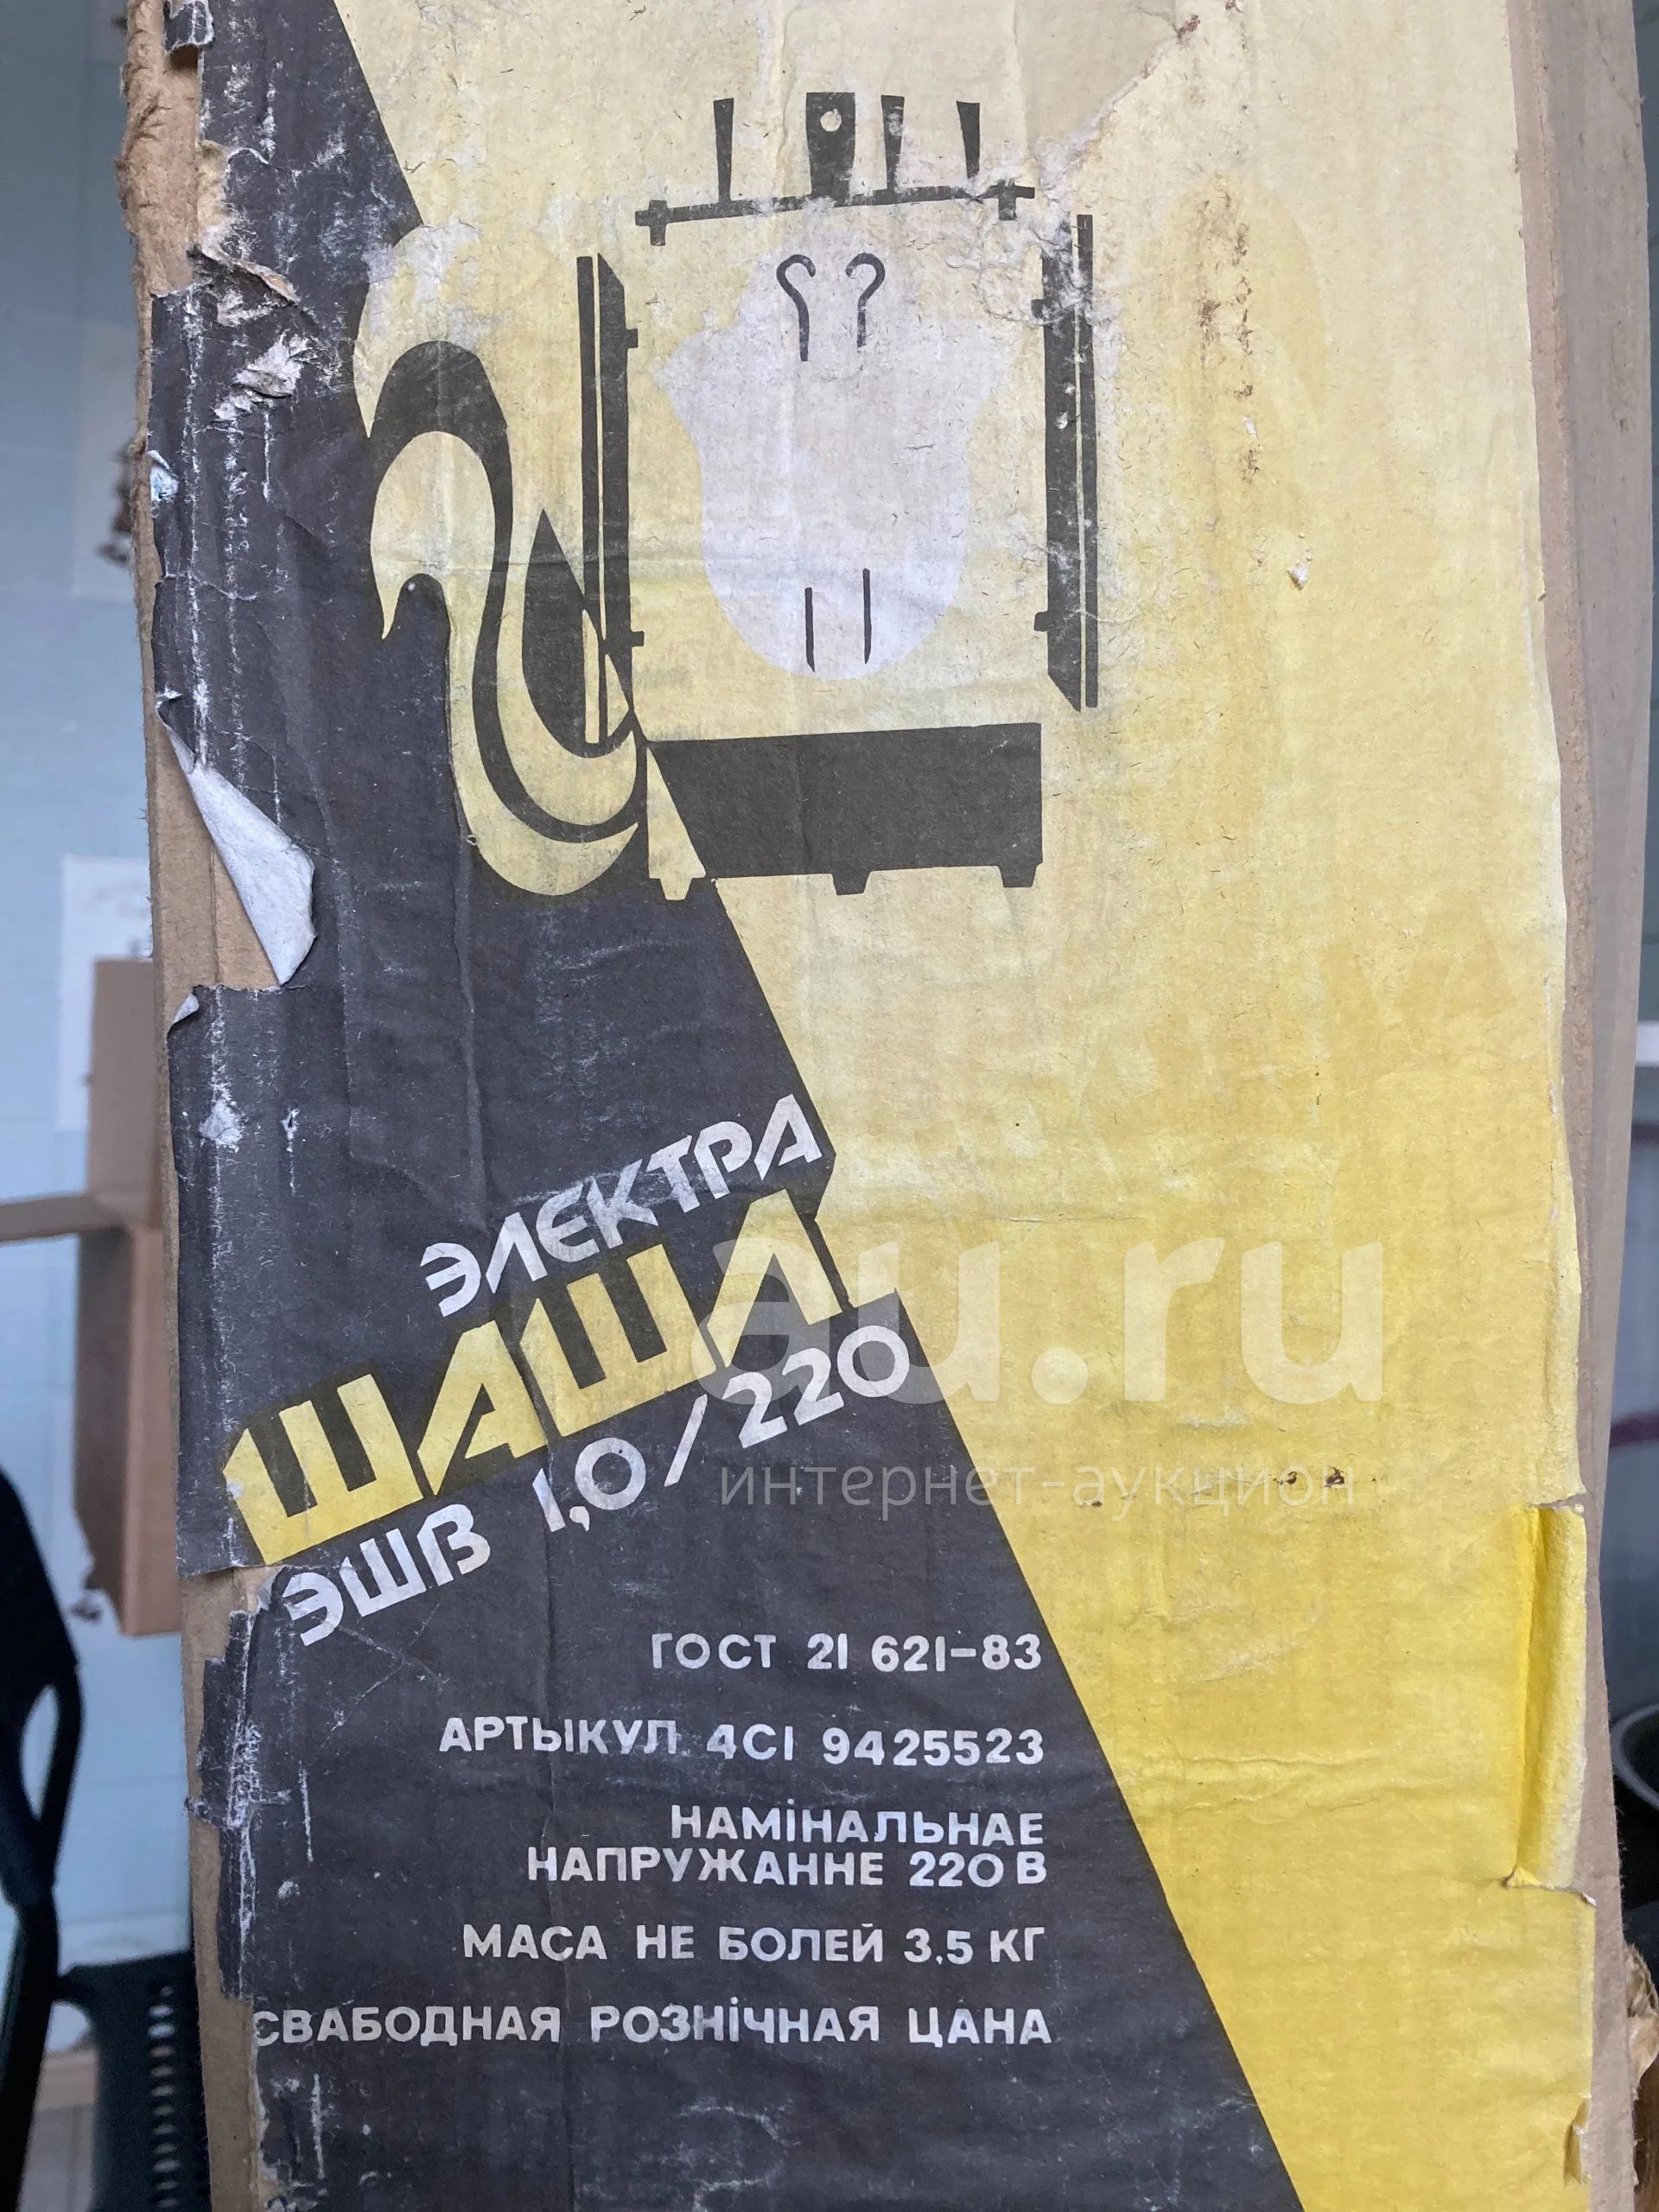 ЭЛЕКТРА
ШАША
ЭШВ 1,0/220
au.ru
интернет-аукцион
ГОСТ 21 621-83
АРТЫКУЛ 4С1 9425523
НАМіНАЛЬНАЕ
НАПРУЖАННЕ 220 В
МАСА НЕ БОЛЕЙ 3,5 КГ
СВАБОДНАЯ РОЗНіЧНАЯ ЦАНА